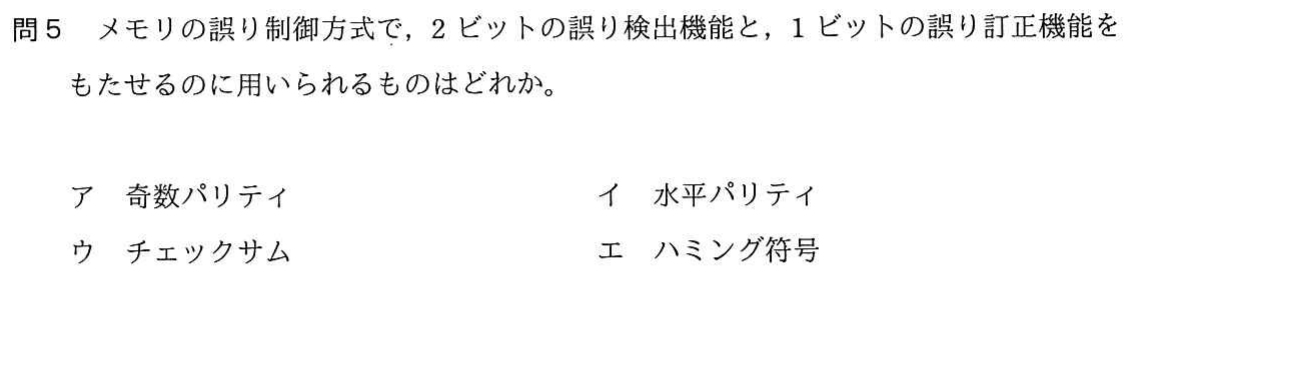 問5 メモリの誤り制御方式で，2 ビットの誤り検出機能と，1 ビットの誤り訂正機能を
もたせるのに用いられるものはどれか。
ア 奇数パリティ イ 水平パリティ
ウ チェックサム エ ハミング符号